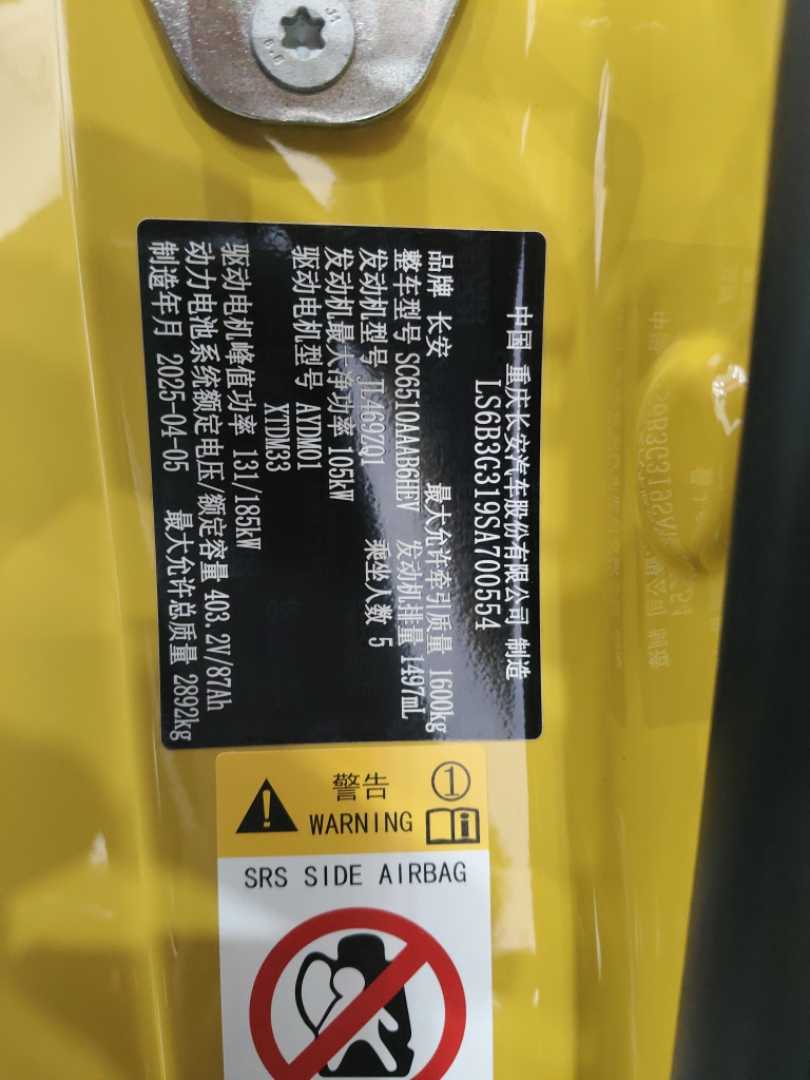 中国 重庆长安汽车股份有限公司 制造
LS6B3G319SA700554
品牌 长安 最大允许牵引质量 1600kg
整车型号 SC6510AAAB6HEV 发动机排量 1497mL
发动机型号 JL469ZQ1 乘坐人数 5
发动机最大净功率 105kW
驱动电机型号 AYDM01
XTDM33
驱动电机峰值功率 131/185kW
动力电池系统额定电压/额定容量 403.2V/87Ah
制造年月 2025-04-05 最大允许总质量 2892kg
警告 ①
WARNING i
SRS SIDE AIRBAG